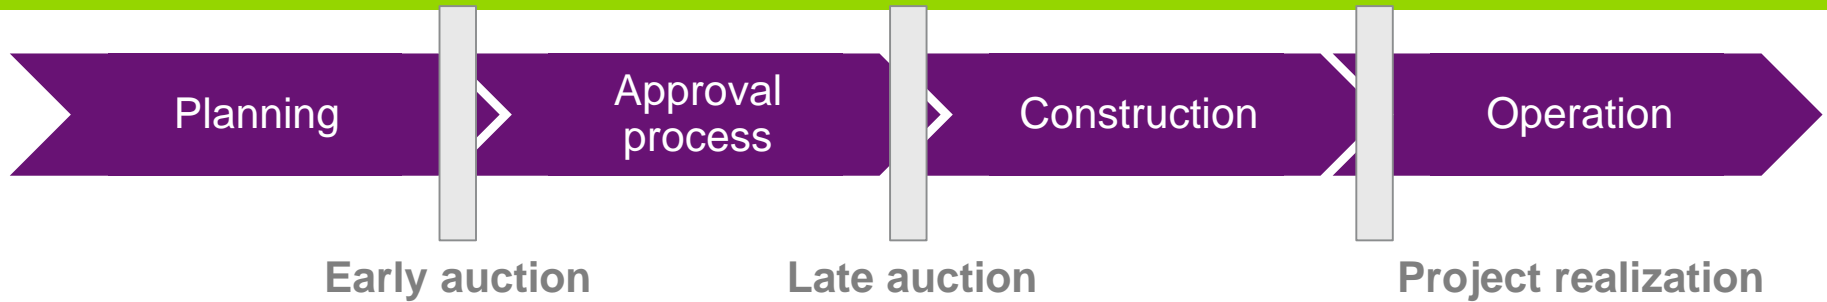 Planning
Approval
process
Construction
Operation
Early auction
Late auction
Project realization